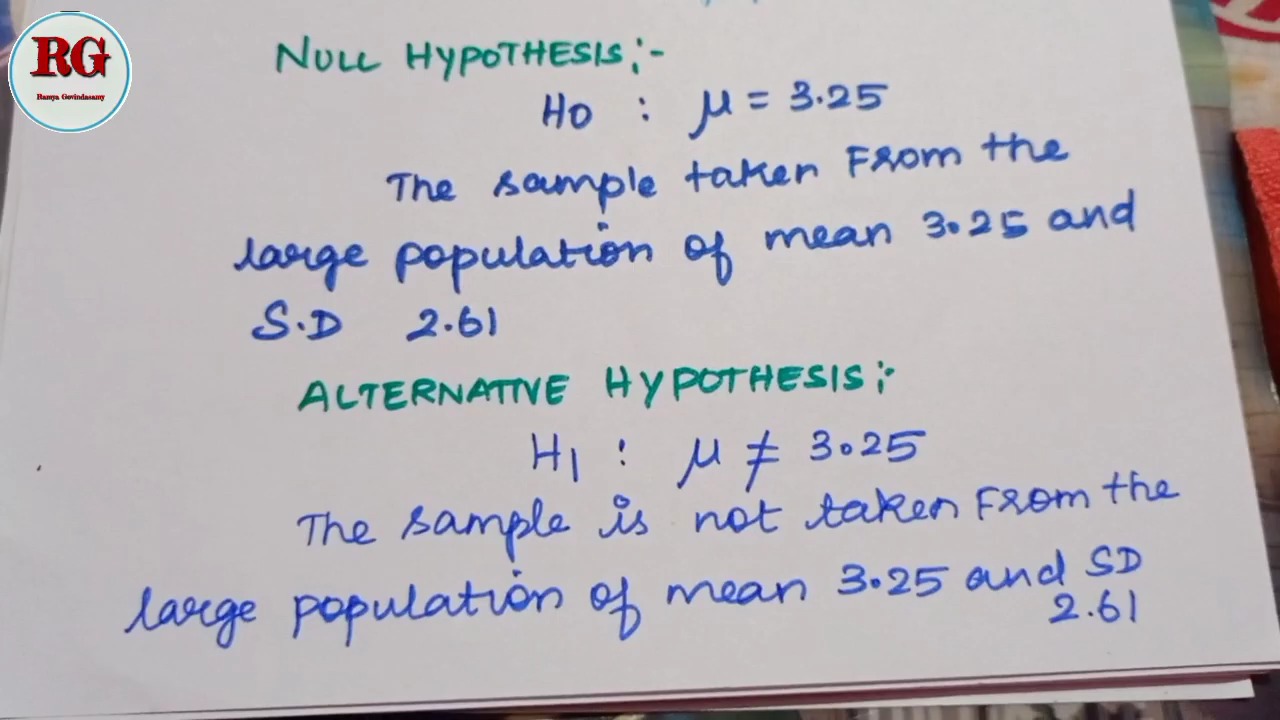 RG
Ramya Govindasamy
NULL HYPOTHESIS:-
H0 : μ = 3.25
The sample taken From the
large population of mean 3.25 and
S.D 2.61
ALTERNATIVE HYPOTHESIS:-
H1 : μ ≠ 3.25
The sample is not taken From the
large population of mean 3.25 and SD
2.61